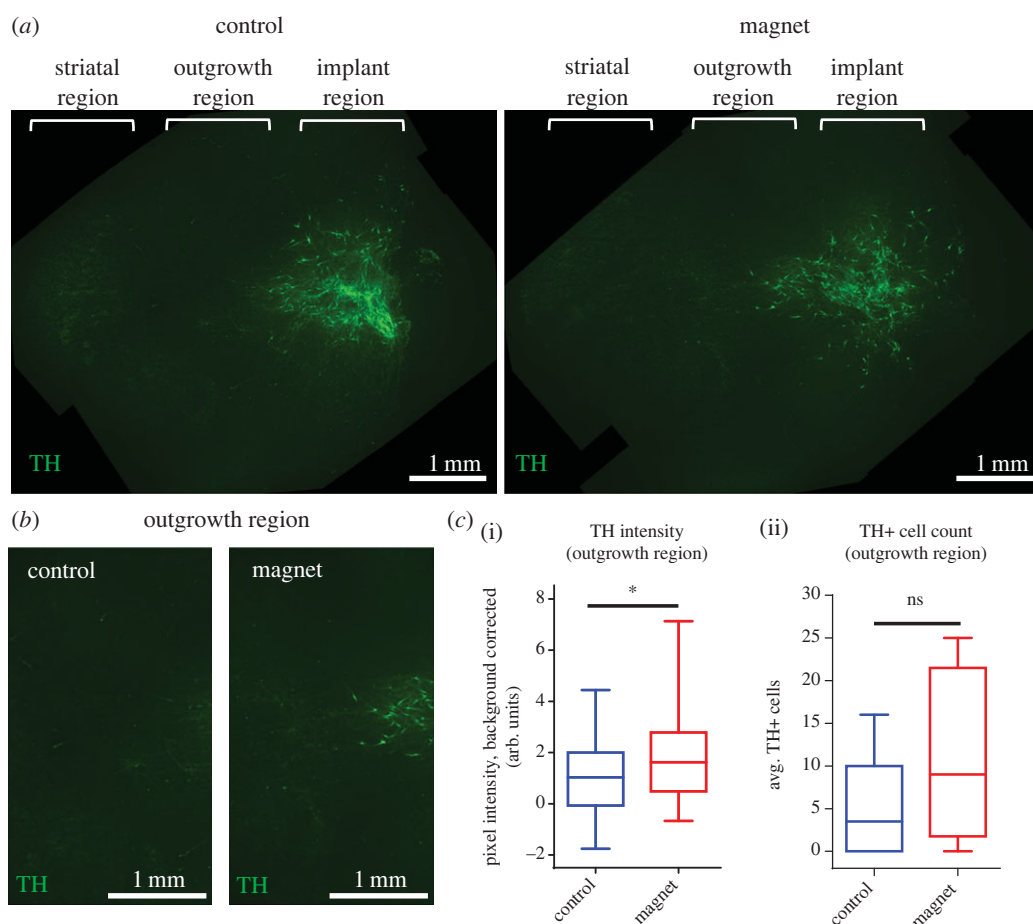 (a) control magnet
striatal outgrowth implant striatal outgrowth implant
region region region region region region
TH 1 mm TH 1 mm
(b) outgrowth region
control magnet
TH 1 mm TH 1 mm
(c) (i) TH intensity
(outgrowth region)
pixel intensity, background corrected
(arb. units)
8
6
4
2
0
–2
*
control magnet
(ii) TH+ cell count
(outgrowth region)
avg. TH+ cells
30
25
20
15
10
5
0
ns
control magnet